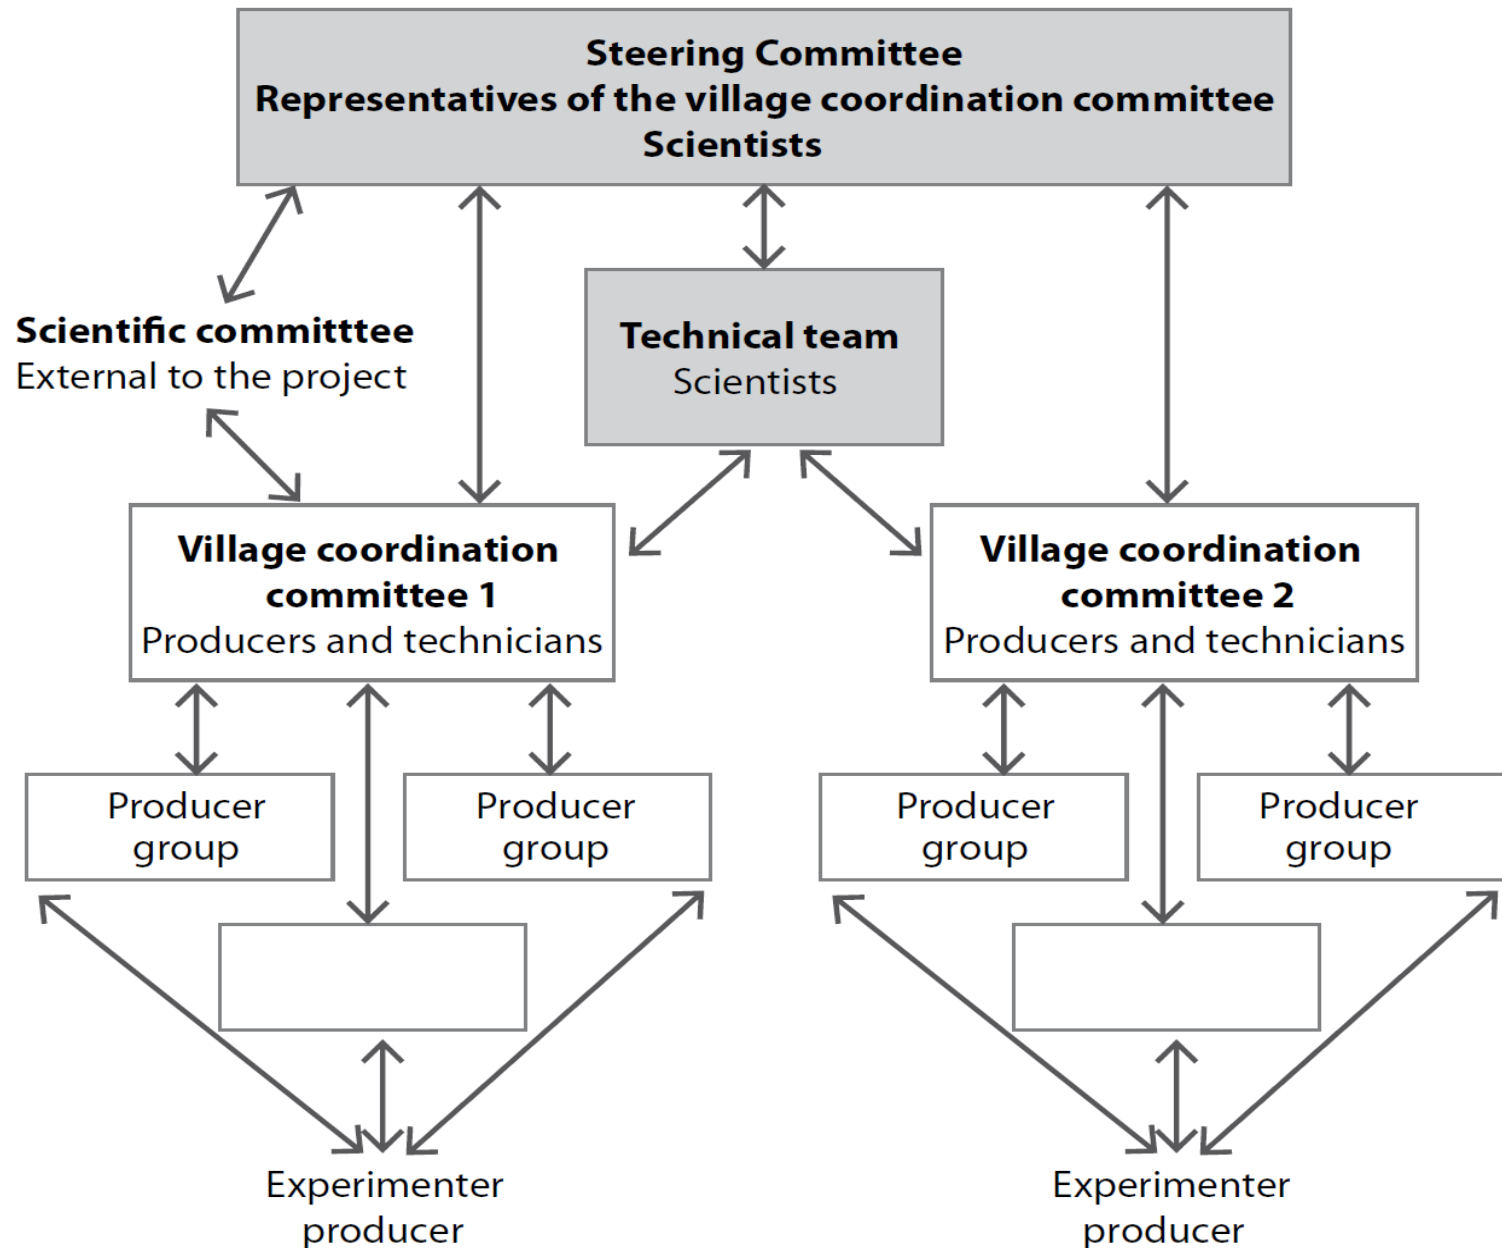 Steering Committee
Representatives of the village coordination committee
Scientists
Scientific committtee
External to the project
Technical team
Scientists
Village coordination
committee 1
Producers and technicians
Village coordination
committee 2
Producers and technicians
Producer
group
Producer
group
Producer
group
Producer
group
Experimenter
producer
Experimenter
producer